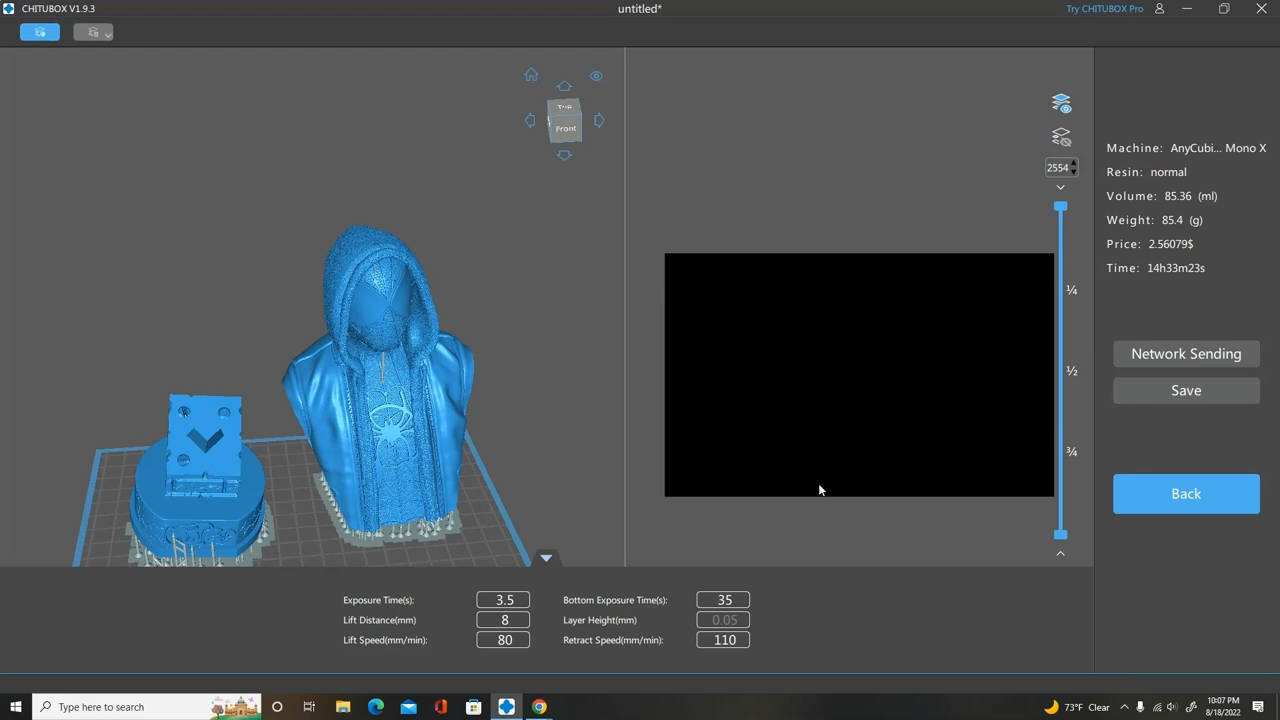 CHITUBOX V1.9.3
untitled*
Try CHITUBOX Pro
Top
Front
2554
¼
½
¾
Machine: AnyCubi... Mono X
Resin: normal
Volume: 85.36 (ml)
Weight: 85.4 (g)
Price: 2.56079$
Time: 14h33m23s
Network Sending
Save
Back
Exposure Time(s): 3.5 Bottom Exposure Time(s): 35
Lift Distance(mm) 8 Layer Height(mm) 0.05
Lift Speed(mm/min): 80 Retract Speed(mm/min): 110
Type here to search
73°F Clear
10:07 PM
8/18/2022